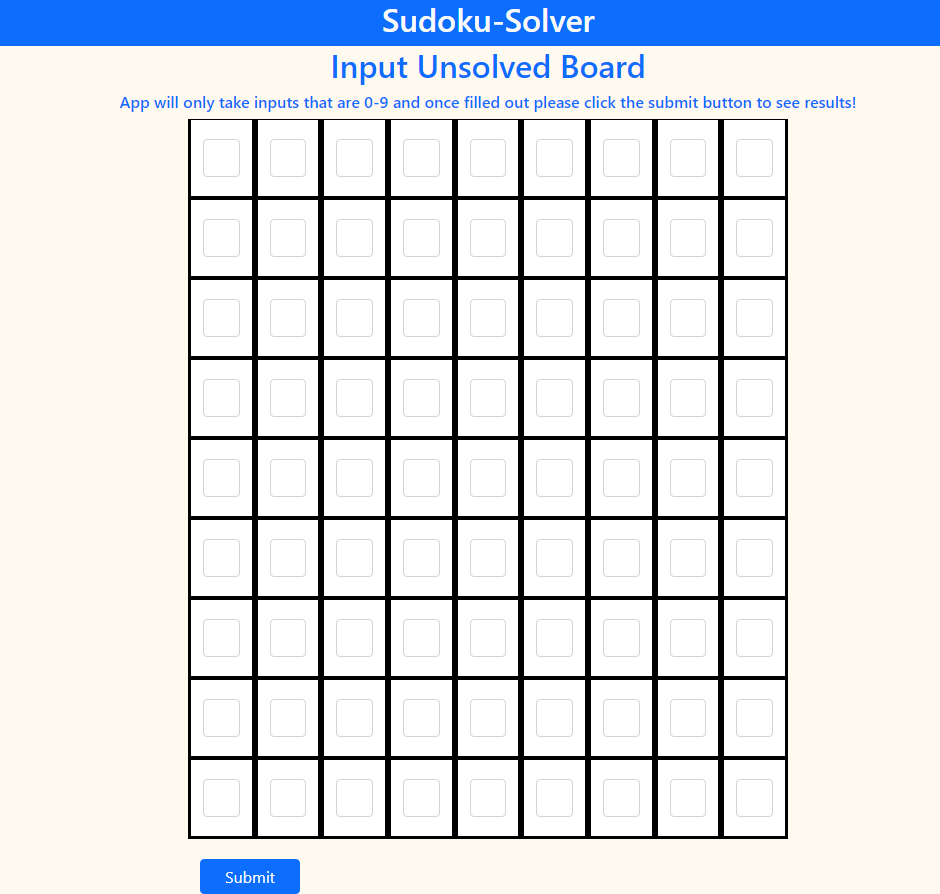 Sudoku-Solver
Input Unsolved Board
App will only take inputs that are 0-9 and once filled out please click the submit button to see results!
Submit